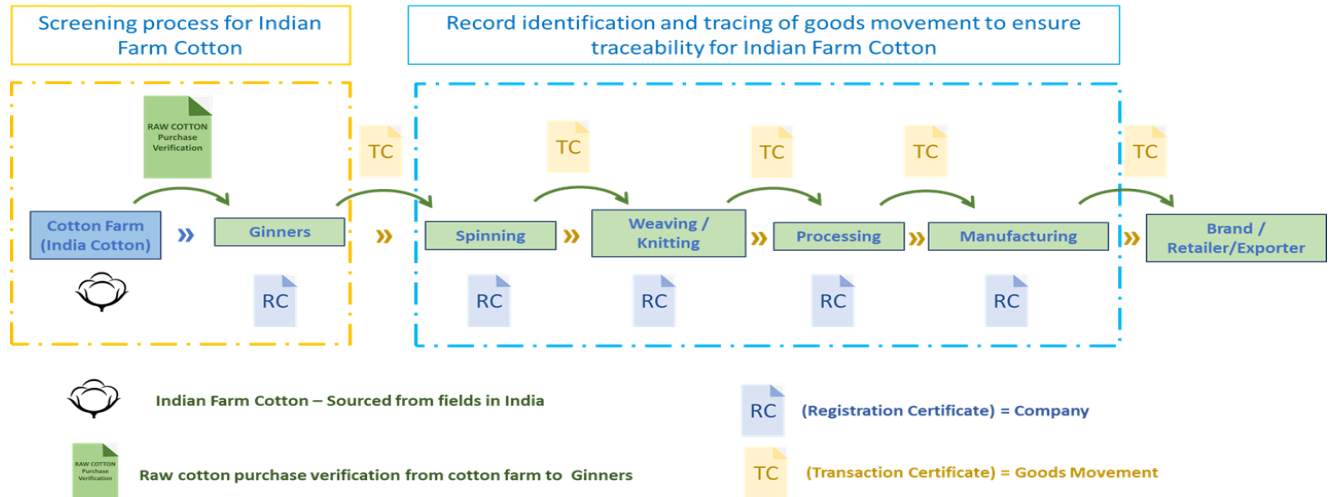 Screening process for Indian
Farm Cotton
Record identification and tracing of goods movement to ensure
traceability for Indian Farm Cotton
RAW COTTON
Purchase
Verification
TC
TC
TC
TC
TC
Cotton Farm
(India Cotton)
»
Ginners
»
Spinning
»
Weaving /
Knitting
»
Processing
»
Manufacturing
»
Brand /
Retailer/Exporter
RC
RC
RC
RC
RC
Indian Farm Cotton – Sourced from fields in India
RC
(Registration Certificate) = Company
RAW COTTON
Purchase
Verification
Raw cotton purchase verification from cotton farm to Ginners
TC
(Transaction Certificate) = Goods Movement